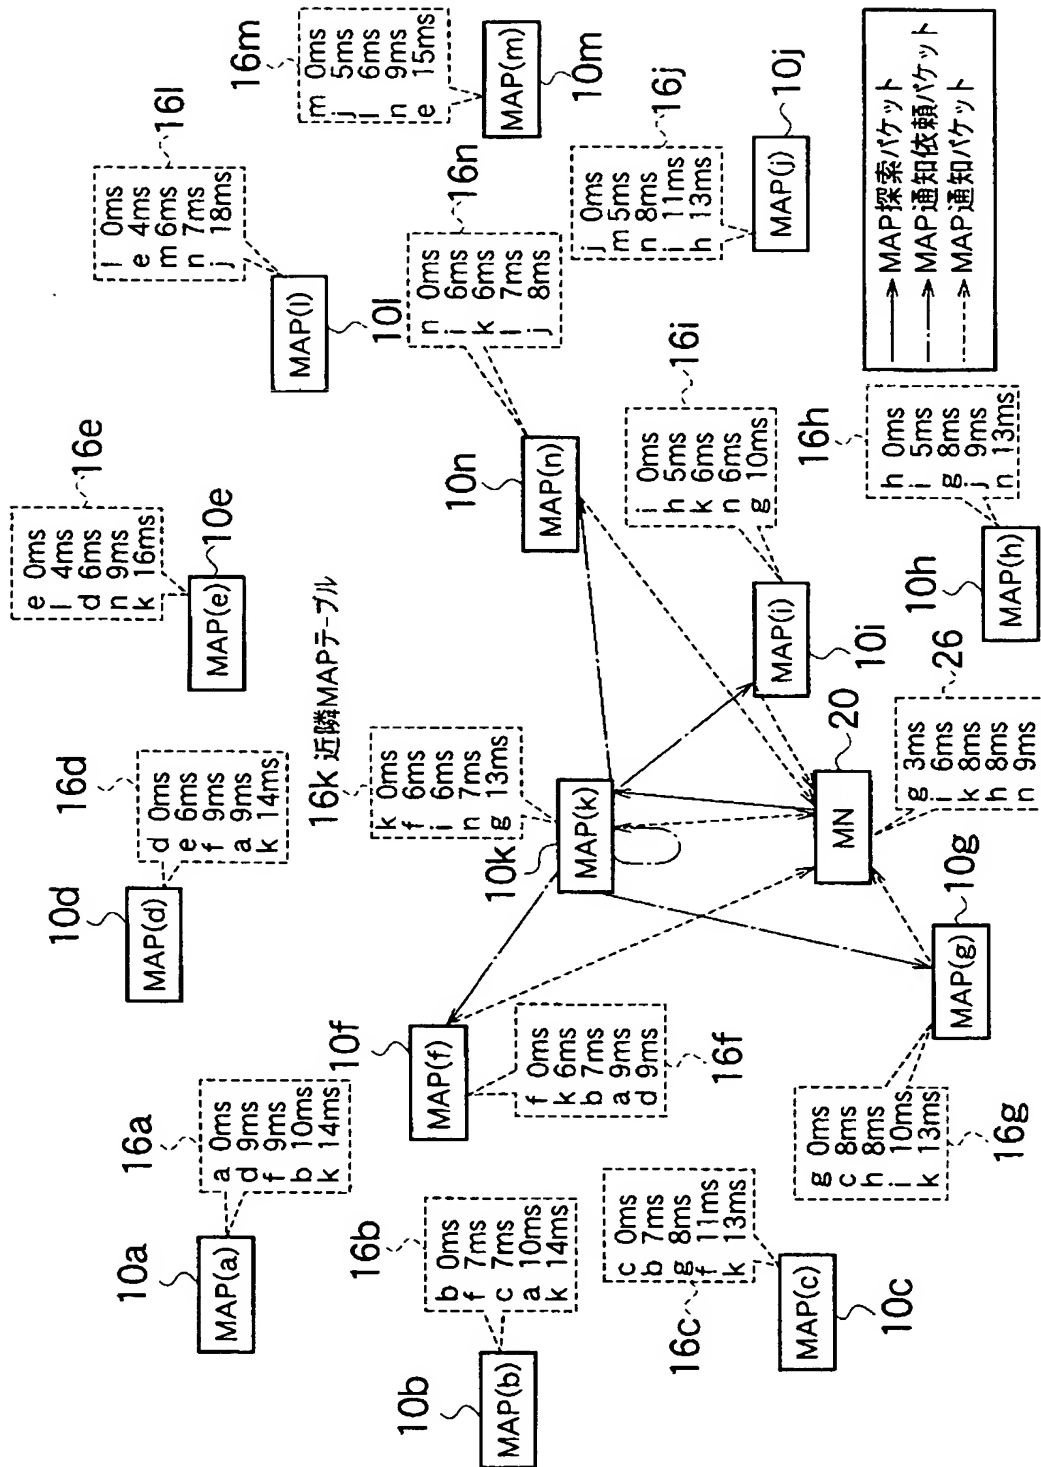 10a
16a
MAP(a)
a 0ms
d 9ms
f 9ms
b 10ms
k 14ms
10d
16d
MAP(d)
d 0ms
e 6ms
f 9ms
a 9ms
k 14ms
16e
e 0ms
l 4ms
d 6ms
n 9ms
k 16ms
10e
MAP(e)
16l
l 0ms
e 4ms
m 6ms
n 7ms
j 18ms
MAP(l)
10l
16m
m 0ms
j 5ms
l 6ms
n 9ms
e 15ms
MAP(m)
10m
10b
16b
MAP(b)
b 0ms
f 7ms
c 7ms
a 10ms
k 14ms
10f
MAP(f)
f 0ms
k 6ms
b 7ms
a 9ms
d 9ms
16f
16k 近隣MAPテーブル
k 0ms
f 6ms
i 6ms
n 7ms
g 13ms
10k
MAP(k)
16n
n 0ms
i 6ms
k 6ms
l 7ms
j 8ms
10n
MAP(n)
16j
j 0ms
m5ms
n 8ms
i 11ms
h 13ms
10j
MAP(j)
16c
c 0ms
b 7ms
g 8ms
f 11ms
k 13ms
MAP(c)
10c
16i
i 0ms
h 5ms
k 6ms
n 6ms
g 10ms
MAP(i)
10i
g 0ms
c 8ms
h 8ms
i 10ms
k 13ms
16g
10g
MAP(g)
20
MN
26
g 3ms
i 6ms
k 8ms
h 8ms
n 9ms
16h
h 0ms
i 5ms
g 8ms
j 9ms
n 13ms
10h
MAP(h)
MAP探索パケット
MAP通知依頼パケット
MAP通知パケット